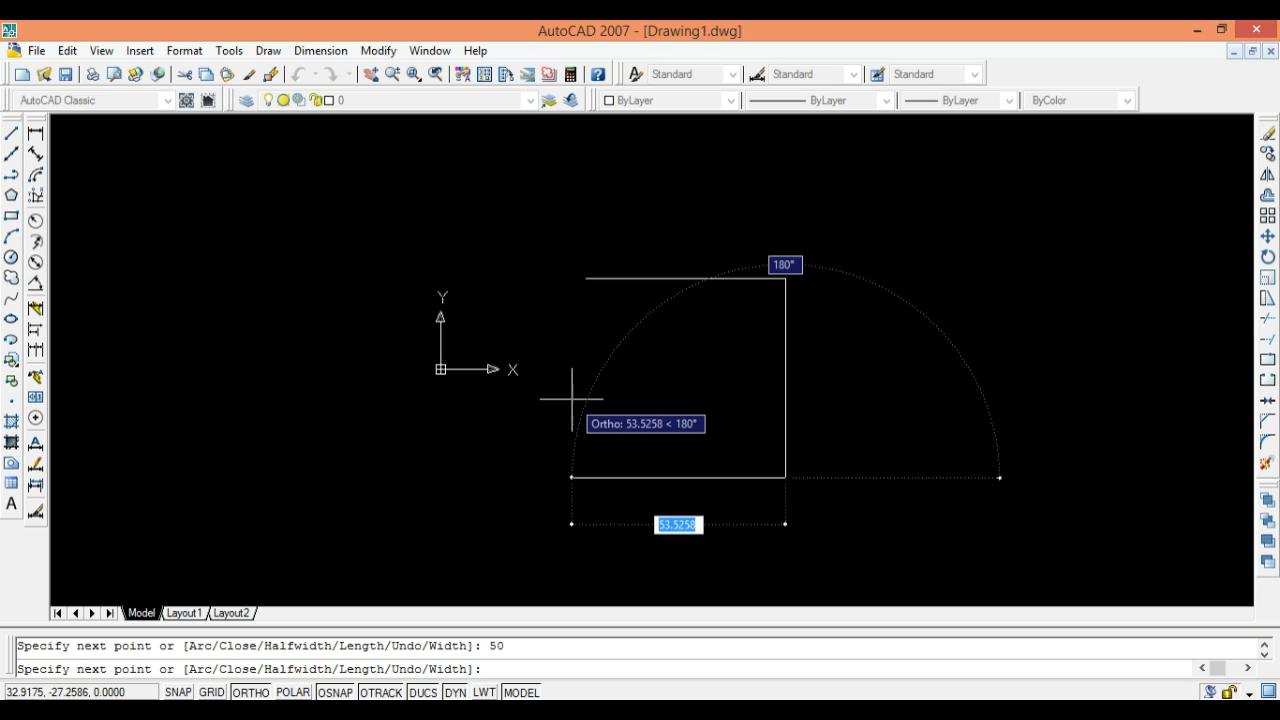 AutoCAD 2007 - [Drawing1.dwg]
File Edit View Insert Format Tools Draw Dimension Modify Window Help
Standard Standard Standard
AutoCAD Classic 0 ByLayer ByLayer ByLayer ByColor
180°
Y
X
Ortho: 53.5258 < 180°
53.5258
A
Model Layout1 Layout2
Specify next point or [Arc/Close/Halfwidth/Length/Undo/Width]: 50
Specify next point or [Arc/Close/Halfwidth/Length/Undo/Width]:
32.9175, -27.2586, 0.0000 SNAP GRID ORTHO POLAR OSNAP OTRACK DUCS DYN LWT MODEL